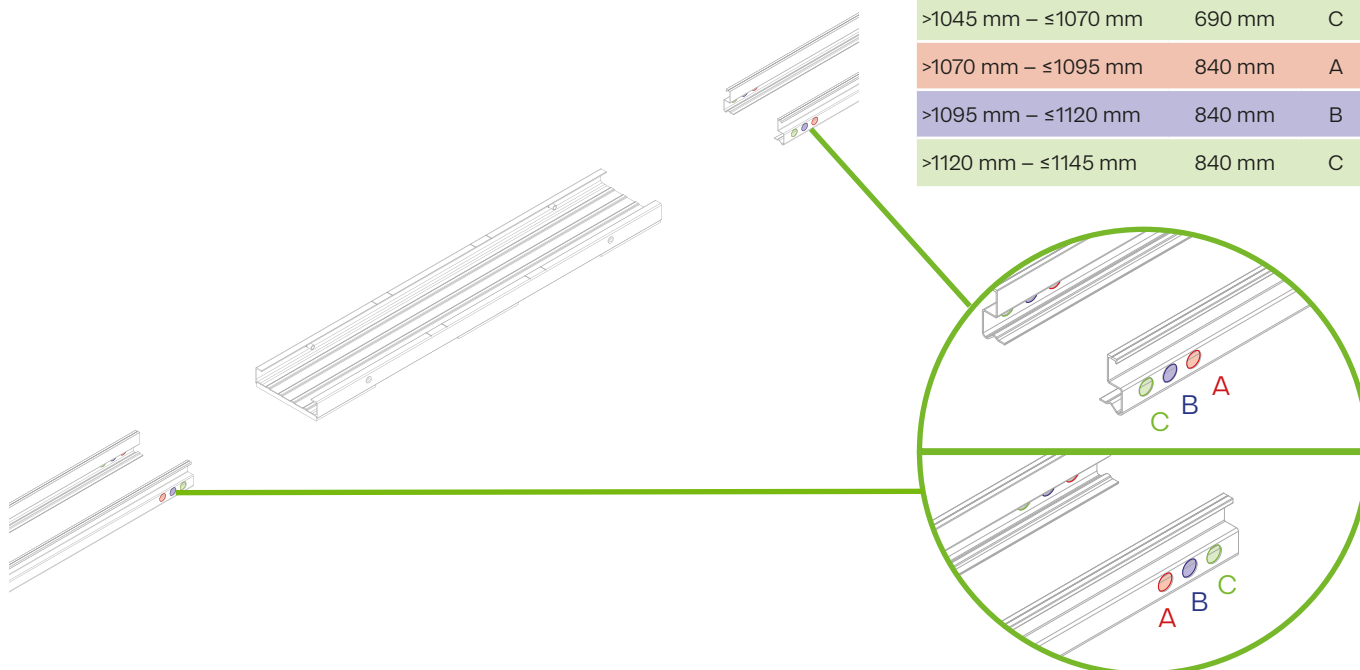 >1045 mm – ≤1070 mm 690 mm C
>1070 mm – ≤1095 mm 840 mm A
>1095 mm – ≤1120 mm 840 mm B
>1120 mm – ≤1145 mm 840 mm C
A
B
C
C
B
A